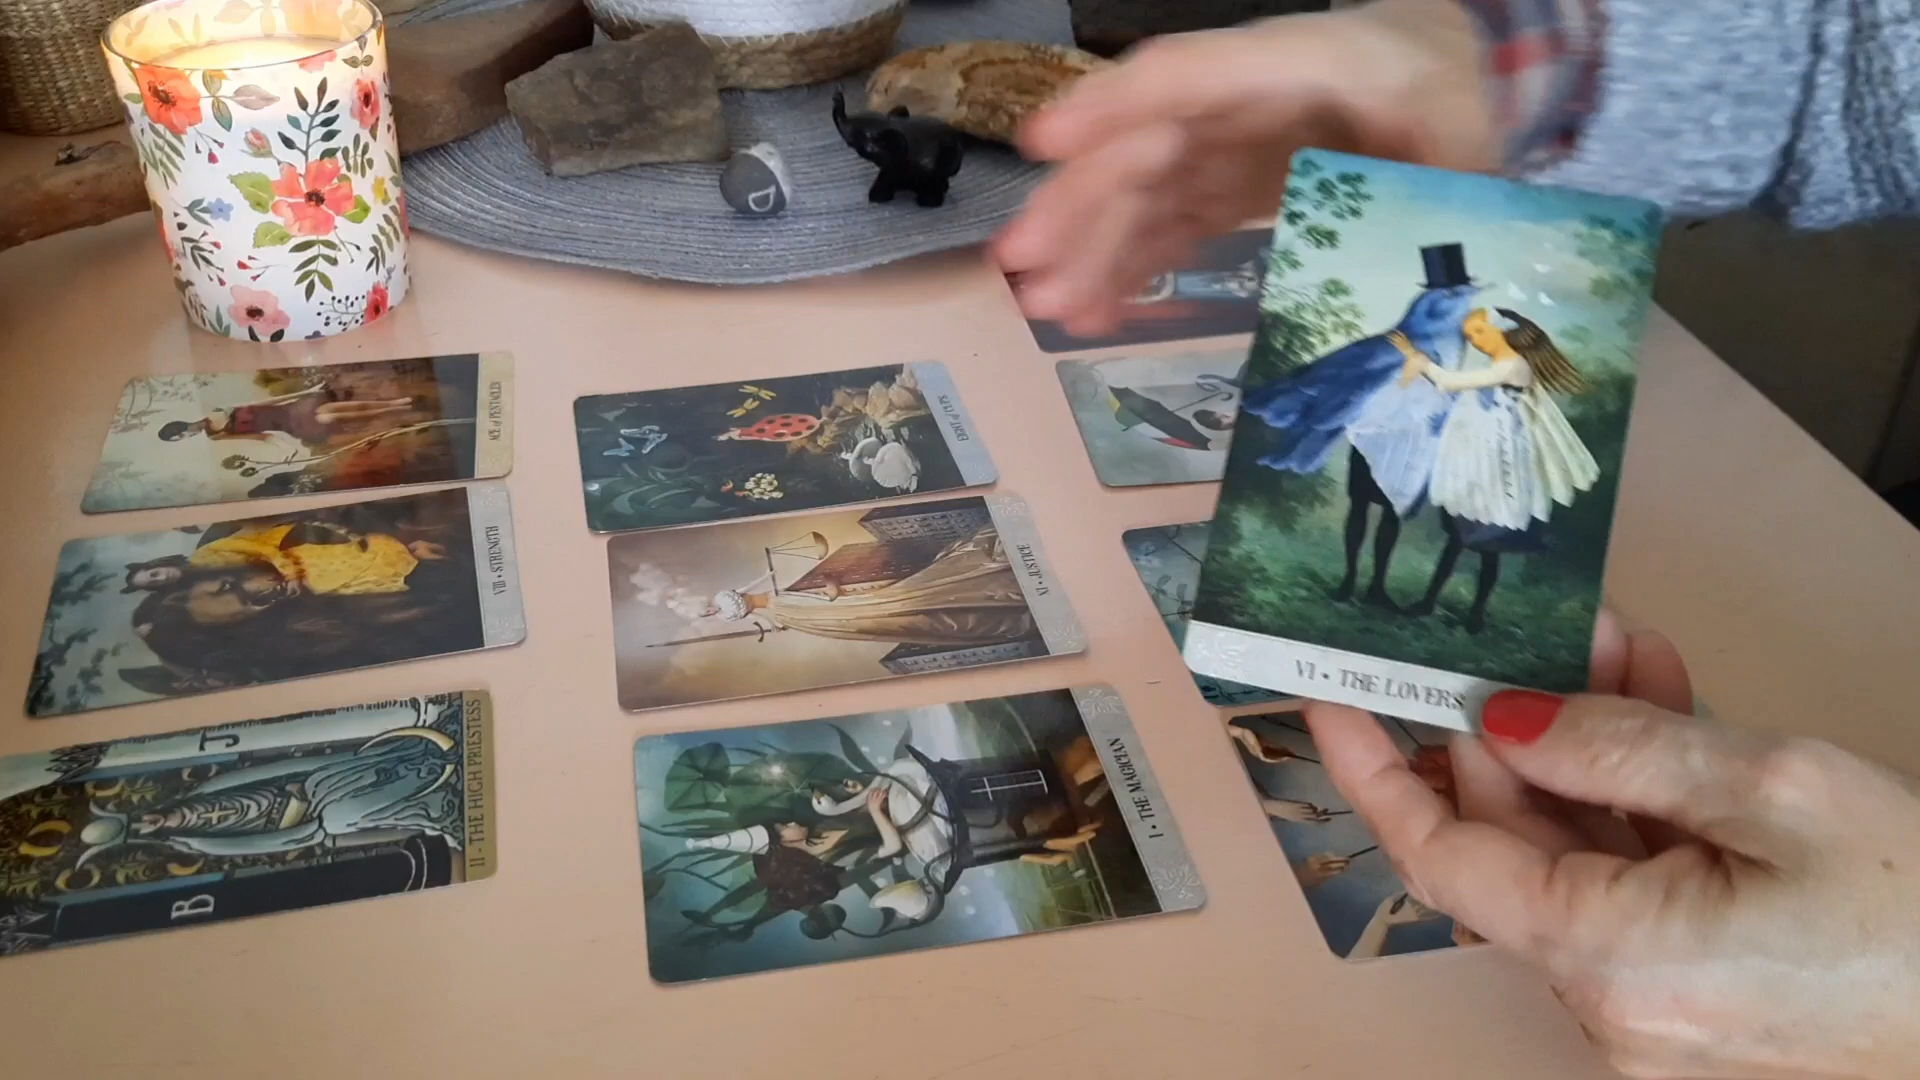 D
ACE of PENTACLES
EIGHT of CUPS
VIII • STRENGTH
XI • JUSTICE
VI • THE LOVERS
J
II - THE HIGH PRIESTESS
B
I • THE MAGICIAN